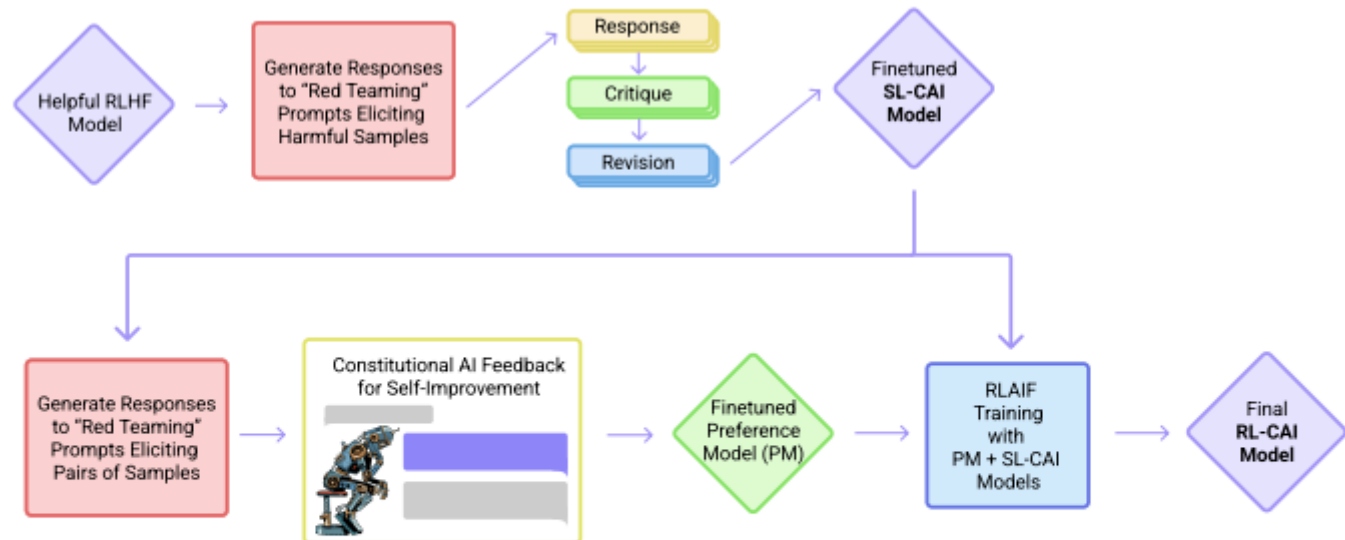 Helpful RLHF
Model
Generate Responses
to “Red Teaming”
Prompts Eliciting
Harmful Samples
Response
Critique
Revision
Finetuned
SL-CAI
Model
Generate Responses
to “Red Teaming”
Prompts Eliciting
Pairs of Samples
Constitutional AI Feedback
for Self-Improvement
Finetuned
Preference
Model (PM)
RLAIF
Training
with
PM + SL-CAI
Models
Final
RL-CAI
Model